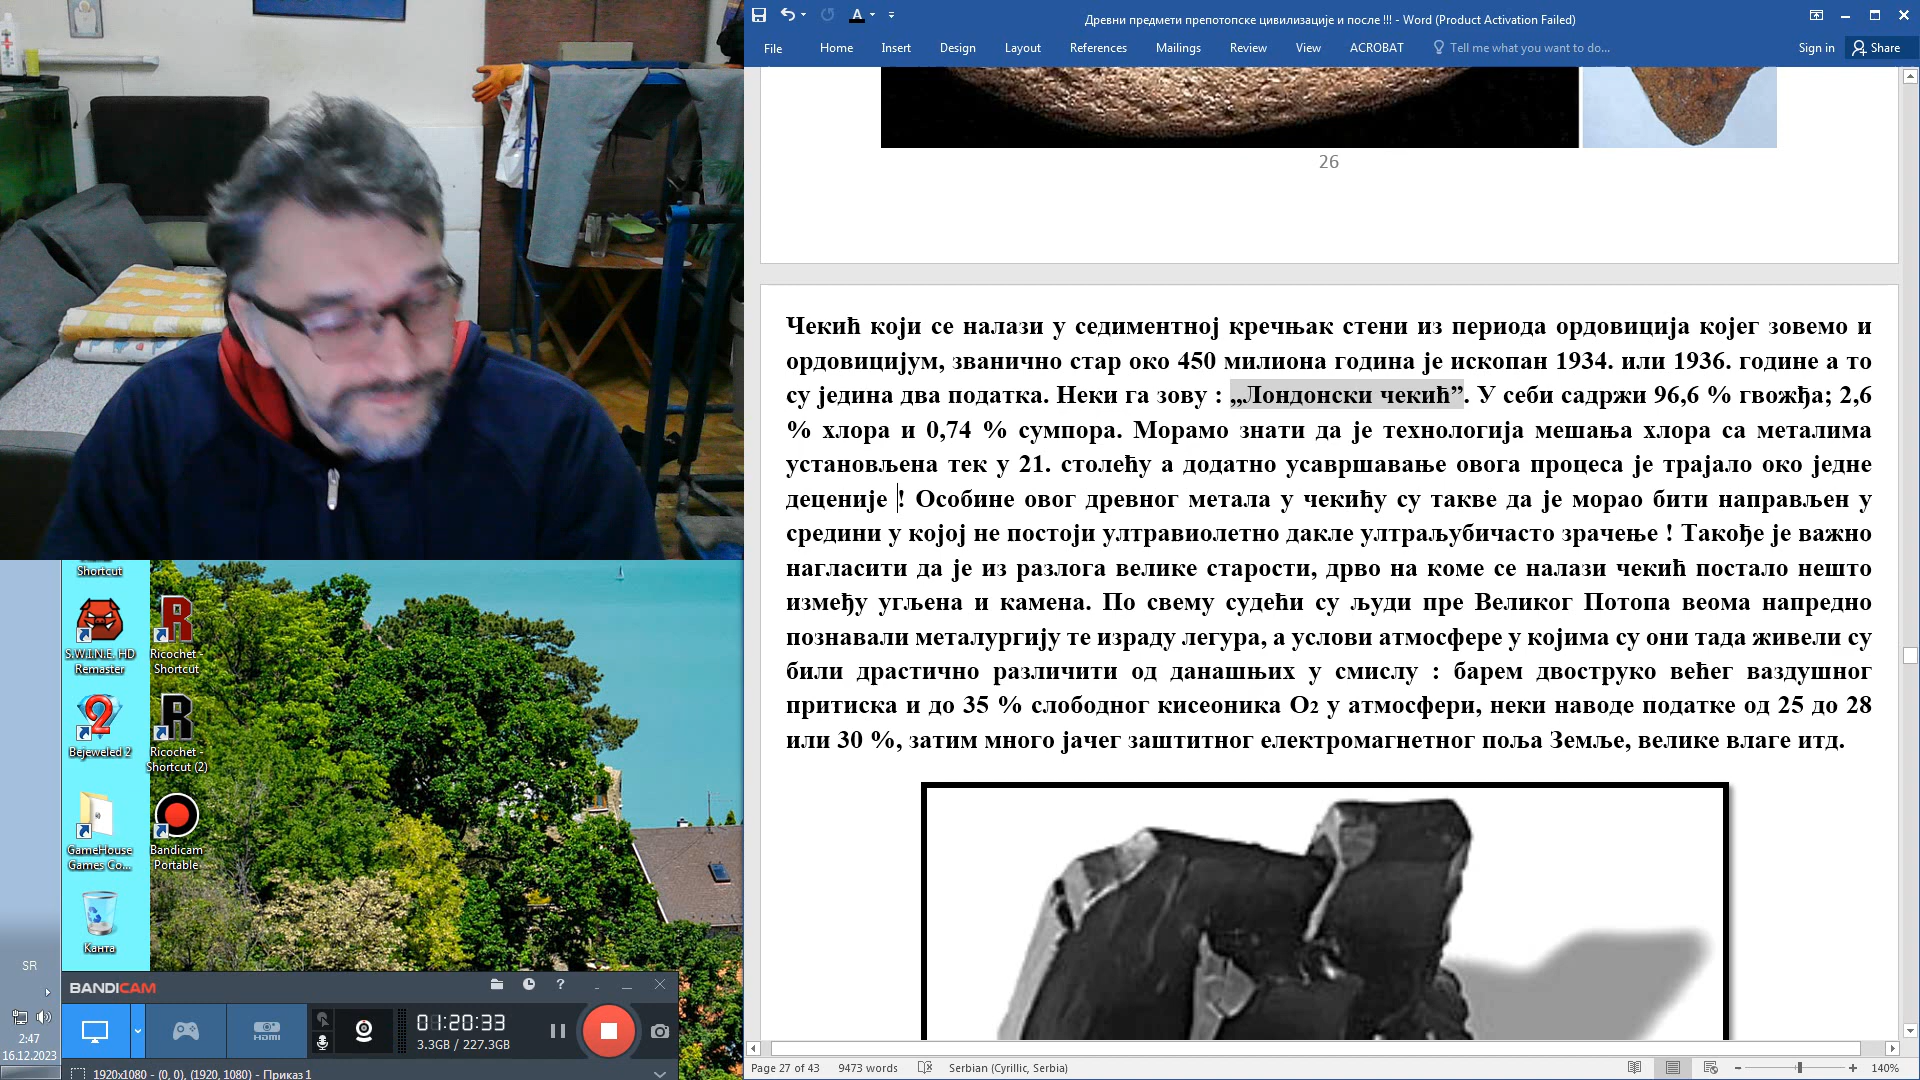 Древни предмети препотопске цивилизације и после !!! - Word (Product Activation Failed)
File Home Insert Design Layout References Mailings Review View ACROBAT Tell me what you want to do... Sign in Share
26
Чекић који се налази у седиментној кречњак стени из периода ордовиција којег зовемо и
ордовицијум, званично стар око 450 милиона година је ископан 1934. или 1936. године а то
су једина два податка. Неки га зову : „Лондонски чекић”. У себи садржи 96,6 % гвожђа; 2,6
% хлора и 0,74 % сумпора. Морамо знати да је технологија мешања хлора са металима
установљена тек у 21. столећу а додатно усавршавање овога процеса је трајало око једне
деценије ! Особине овог древног метала у чекићу су такве да је морао бити направљен у
средини у којој не постоји ултравиолетно дакле ултраљубичасто зрачење ! Такође је важно
нагласити да је из разлога велике старости, дрво на коме се налази чекић постало нешто
између угљена и камена. По свему судећи су људи пре Великог Потопа веома напредно
познавали металургију те израду легура, а услови атмосфере у којима су они тада живели су
били драстично различити од данашњих у смислу : барем двоструко већег ваздушног
притиска и до 35 % слободног кисеоника О2 у атмосфери, неки наводе податке од 25 до 28
или 30 %, затим много јачег заштитног електромагнетног поља Земље, велике влаге итд.
Page 27 of 43 9473 words Serbian (Cyrillic, Serbia) 140%
Shortcut
S.W.I.N.E. HD
Remaster
Ricochet -
Shortcut
Bejeweled 2
Ricochet -
Shortcut (2)
GameHouse
Games Co...
Bandicam
Portable
Канта
SR
2:47
16.12.2023
BANDICAM
HDMI
01:20:33
3.3GB / 227.3GB
1920x1080 - (0, 0), (1920, 1080) - Приказ 1